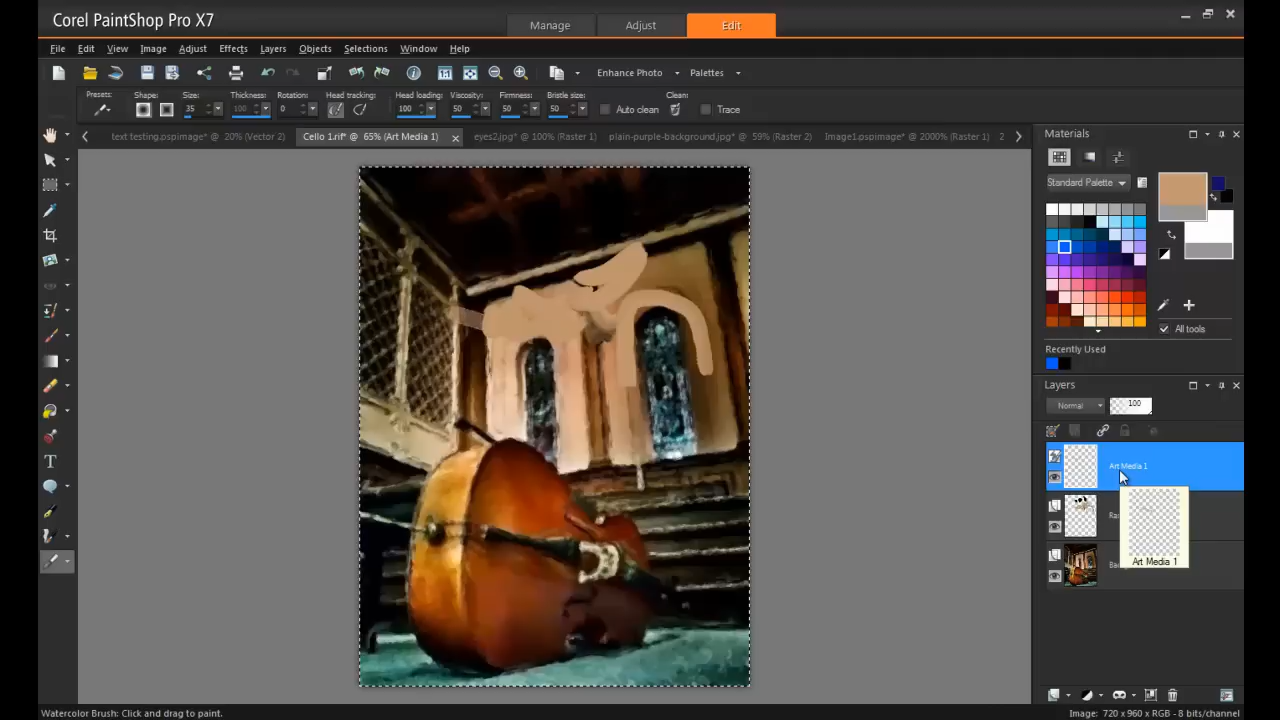 Corel PaintShop Pro X7
Manage Adjust Edit
File Edit View Image Adjust Effects Layers Objects Selections Window Help
Enhance Photo Palettes
Presets: Shape: Size: Thickness: Rotation: Head tracking: Head loading: Viscosity: Firmness: Bristle size: Clean:
35 100 0 100 50 50 50 Auto clean Trace
text testing.pspimage* @ 20% (Vector 2) Cello 1.rif* @ 65% (Art Media 1) eyes2.jpg* @ 100% (Raster 1) plain-purple-background.jpg* @ 59% (Raster 2) Image1.pspimage* @ 2000% (Raster 1) 2
Materials
Standard Palette
All tools
Recently Used
Layers
Normal 100
Art Media 1
Ra
Ba
Art Media 1
Watercolor Brush: Click and drag to paint.
Image: 720 x 960 x RGB - 8 bits/channel